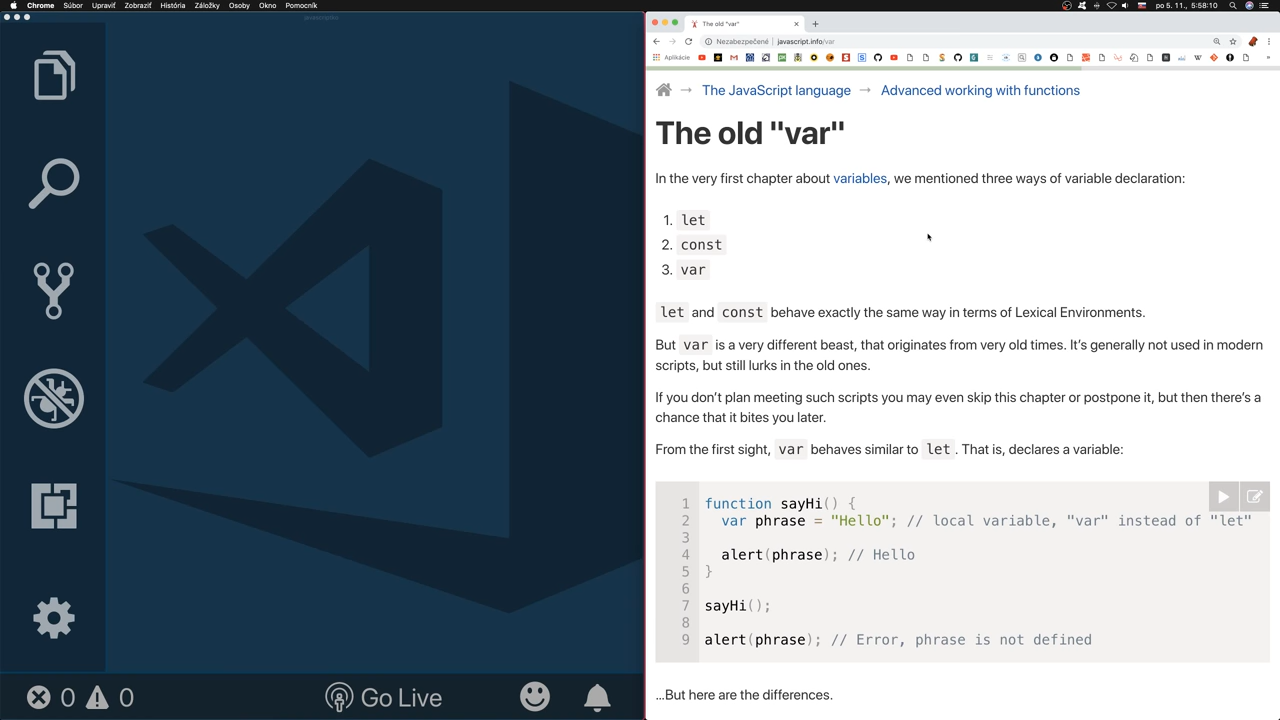 Chrome Súbor Upraviť Zobraziť História Záložky Osoby Okno Pomocník
po 5. 11., 5:58:10
The old "var"
Nezabezpečené | javascript.info/var
Aplikácie
The JavaScript language → Advanced working with functions
The old "var"
In the very first chapter about variables, we mentioned three ways of variable declaration:
1. let
2. const
3. var
let and const behave exactly the same way in terms of Lexical Environments.
But var is a very different beast, that originates from very old times. It’s generally not used in modern
scripts, but still lurks in the old ones.
If you don’t plan meeting such scripts you may even skip this chapter or postpone it, but then there’s a
chance that it bites you later.
From the first sight, var behaves similar to let. That is, declares a variable:
1 function sayHi() {
2 var phrase = "Hello"; // local variable, "var" instead of "let"
3
4 alert(phrase); // Hello
5 }
6
7 sayHi();
8
9 alert(phrase); // Error, phrase is not defined
…But here are the differences.
0 0 Go Live